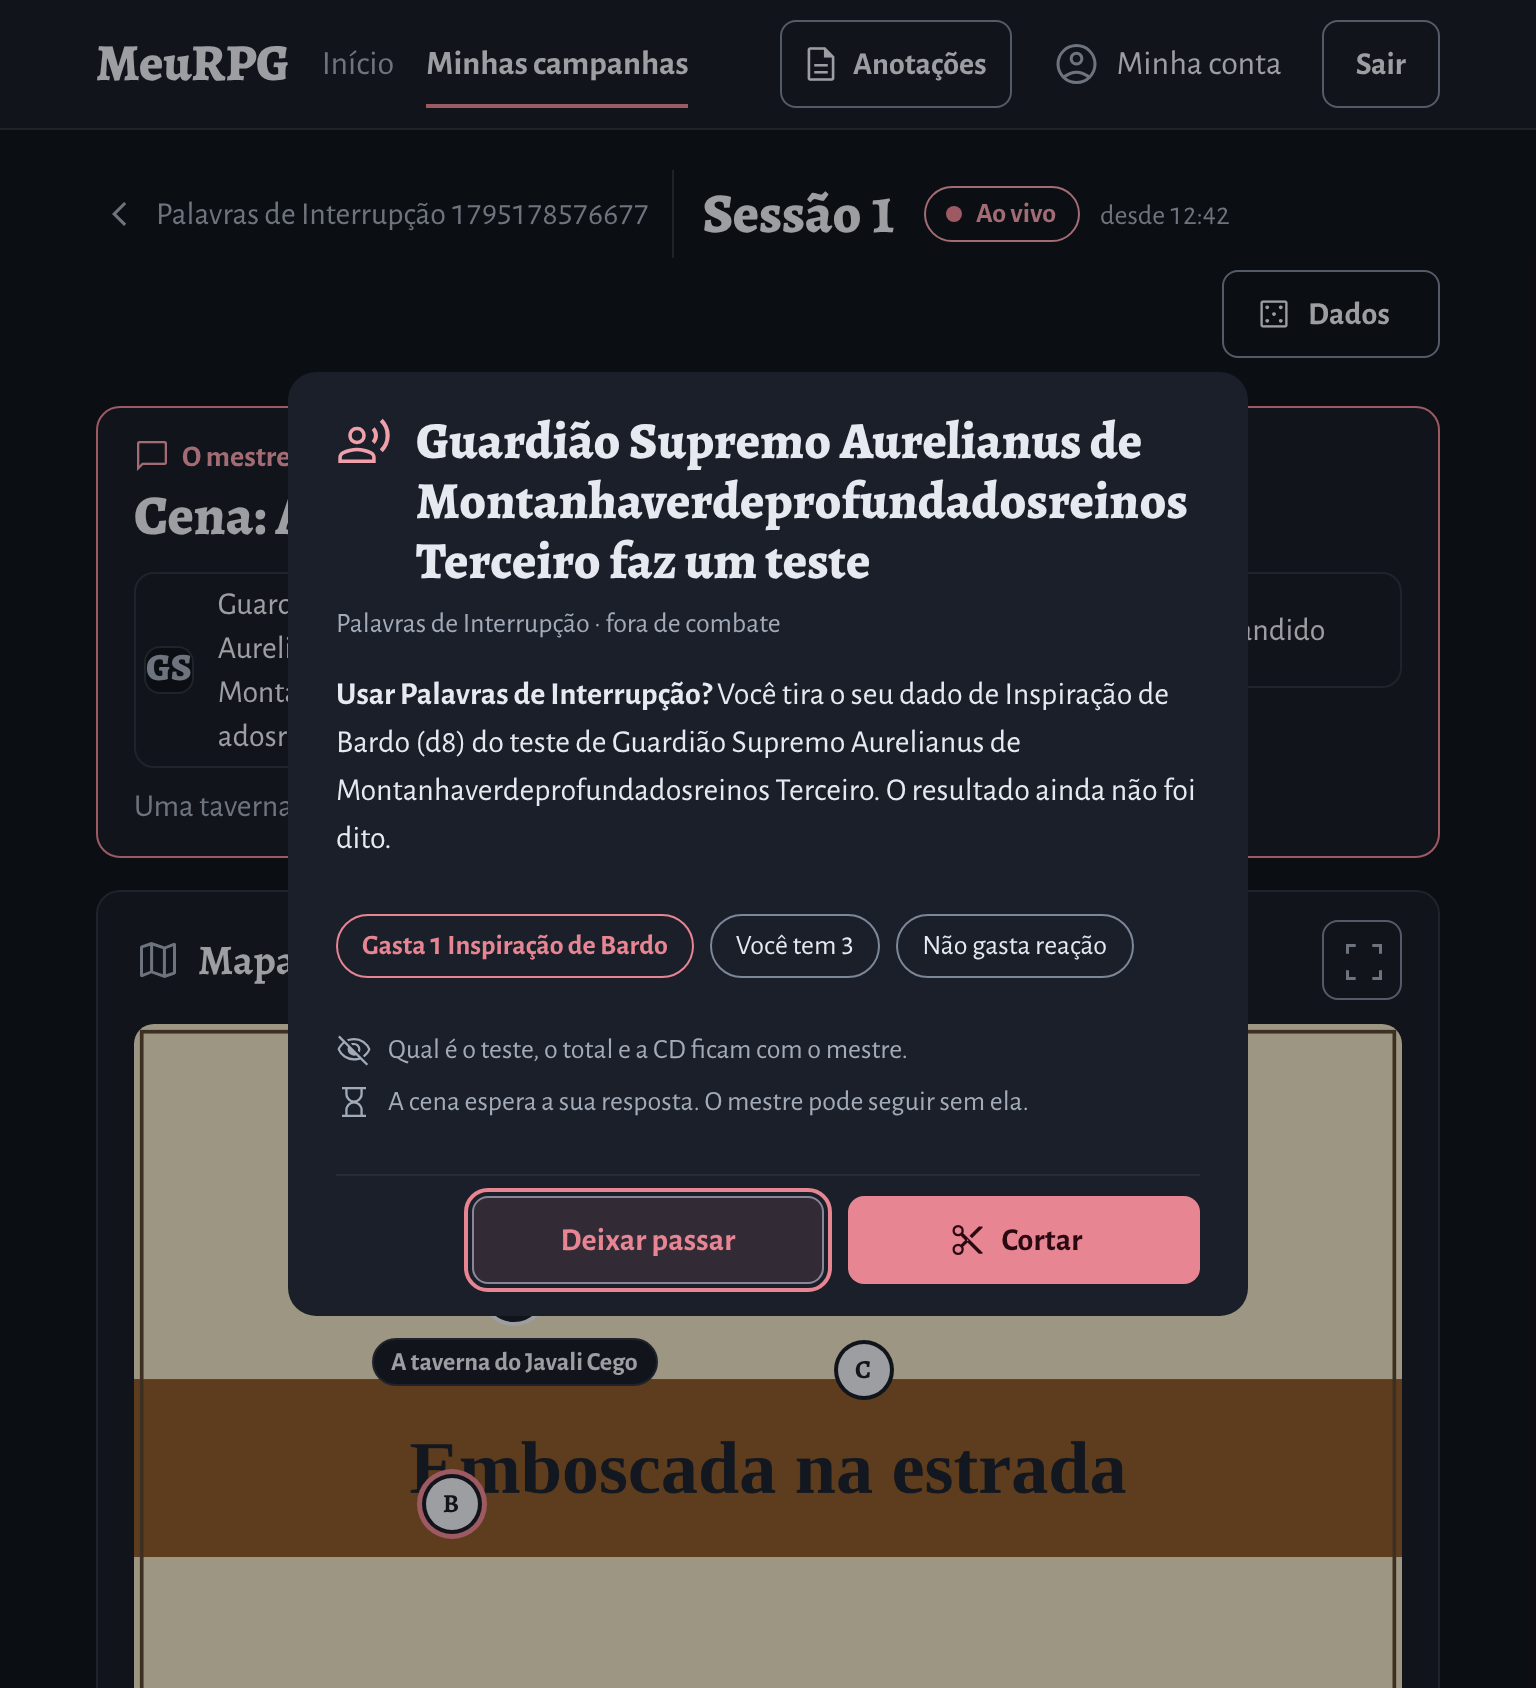 MeuRPG Início Minhas campanhas Anotações Minha conta Sair
Palavras de Interrupção 1795178576677 Sessão 1 Ao vivo desde 12:42
Dados
O mestre
Cena:
Guardião Supremo Aurelianus de
Montanhaverdeprofundadosreinos
Terceiro faz um teste
Palavras de Interrupção · fora de combate
Usar Palavras de Interrupção? Você tira o seu dado de Inspiração de
Bardo (d8) do teste de Guardião Supremo Aurelianus de
Montanhaverdeprofundadosreinos Terceiro. O resultado ainda não foi
dito.
Gasta 1 Inspiração de Bardo Você tem 3 Não gasta reação
Qual é o teste, o total e a CD ficam com o mestre.
A cena espera a sua resposta. O mestre pode seguir sem ela.
Deixar passar Cortar
GS
Uma taverna
Mapa
A taverna do Javali Cego
C
Emboscada na estrada
B